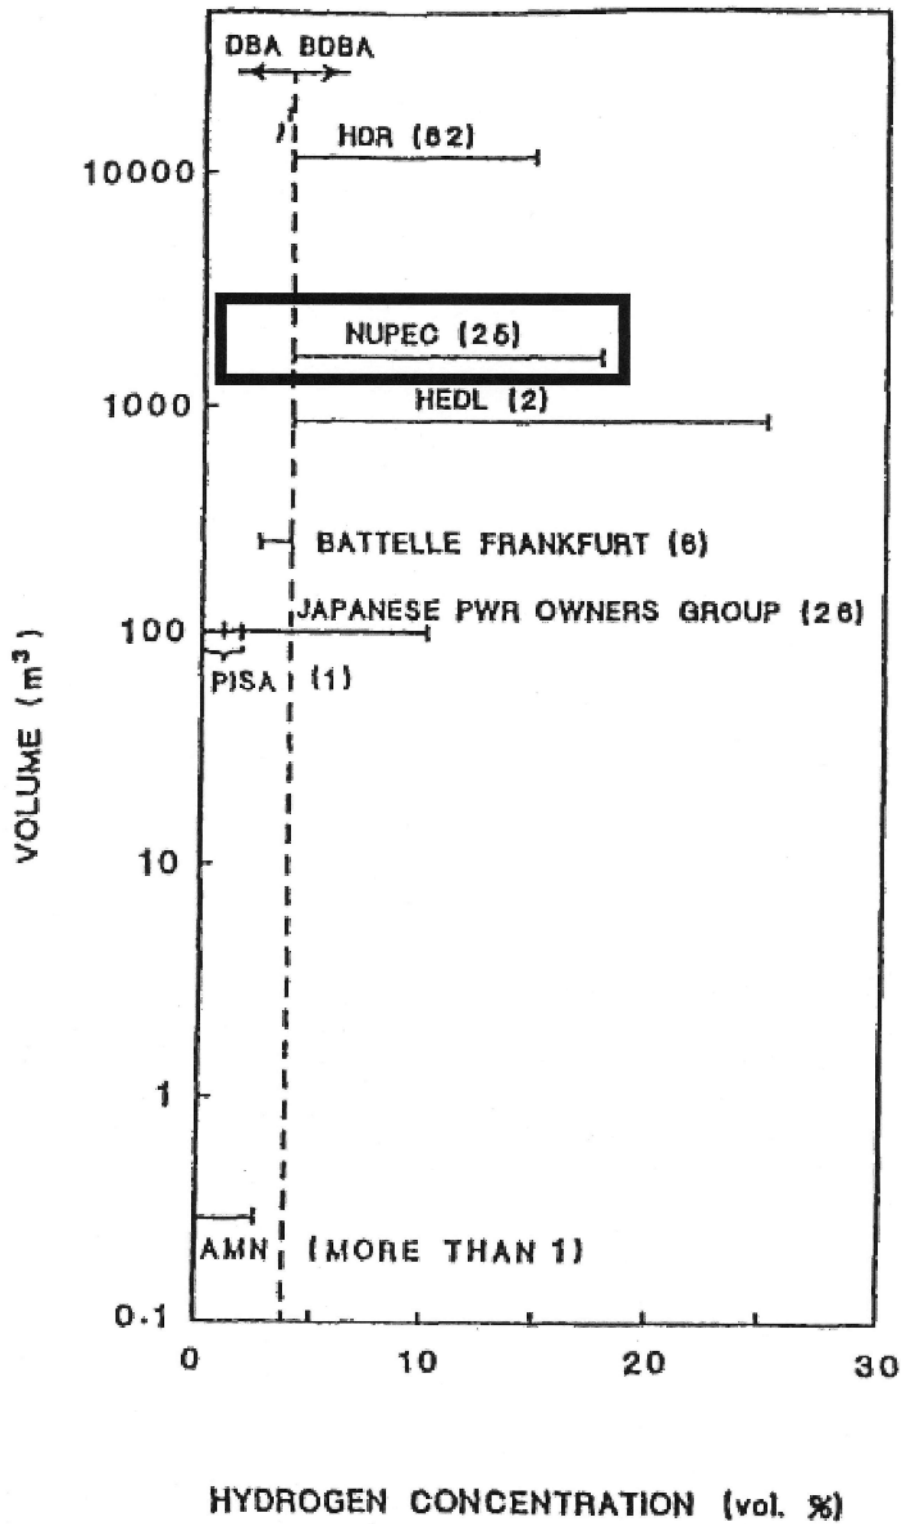 DBA BDBA
HDR (62)
10000
NUPEC (25)
1000
HEDL (2)
BATTELLE FRANKFURT (6)
JAPANESE PWR OWNERS GROUP (26)
100
PISA (1)
VOLUME (m³)
10
1
AMN (MORE THAN 1)
0.1
0 10 20 30
HYDROGEN CONCENTRATION (vol. %)